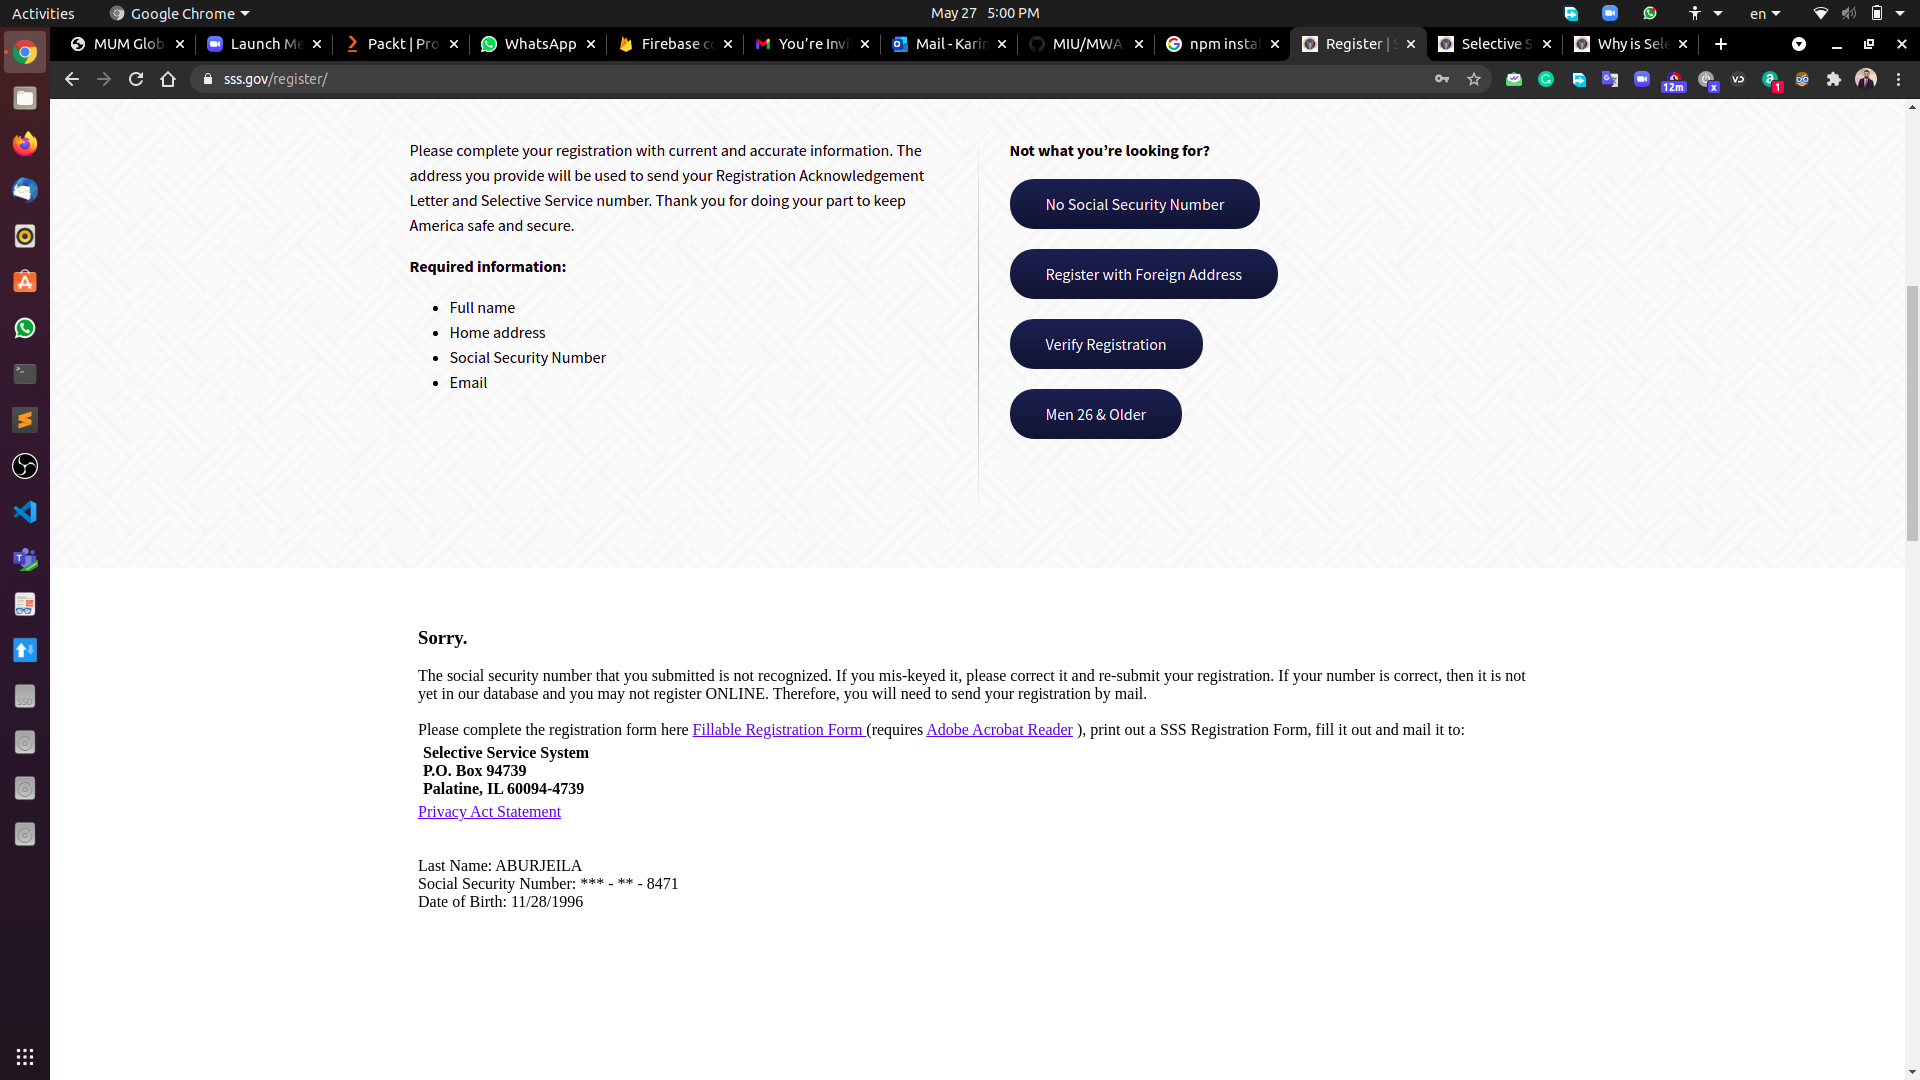 Activities
Google Chrome
May 27 5:00 PM
en
MUM Glob
Launch Me
Packt | Pro
WhatsApp
Firebase co
You're Invi
Mail - Karin
MIU/MWA
npm instal
Register | S
Selective S
Why is Sele
sss.gov/register/
12m
x
1
Please complete your registration with current and accurate information. The
address you provide will be used to send your Registration Acknowledgement
Letter and Selective Service number. Thank you for doing your part to keep
America safe and secure.
Required information:
• Full name
• Home address
• Social Security Number
• Email
Not what you're looking for?
No Social Security Number
Register with Foreign Address
Verify Registration
Men 26 & Older
Sorry.
The social security number that you submitted is not recognized. If you mis-keyed it, please correct it and re-submit your registration. If your number is correct, then it is not
yet in our database and you may not register ONLINE. Therefore, you will need to send your registration by mail.
Please complete the registration form here Fillable Registration Form (requires Adobe Acrobat Reader ), print out a SSS Registration Form, fill it out and mail it to:
Selective Service System
P.O. Box 94739
Palatine, IL 60094-4739
Privacy Act Statement
Last Name: ABURJEILA
Social Security Number: *** - ** - 8471
Date of Birth: 11/28/1996